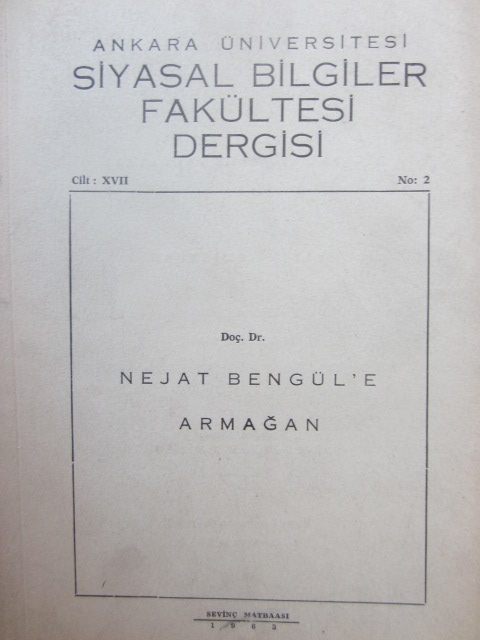 ANKARA ÜNİVERSİTESİ
SİYASAL BİLGİLER
FAKÜLTESİ
DERGİSİ
Cilt : XVII No: 2
Doç. Dr.
NEJAT BENGÜL'E
ARMAĞAN
SEVİNÇ MATBAASI
1963